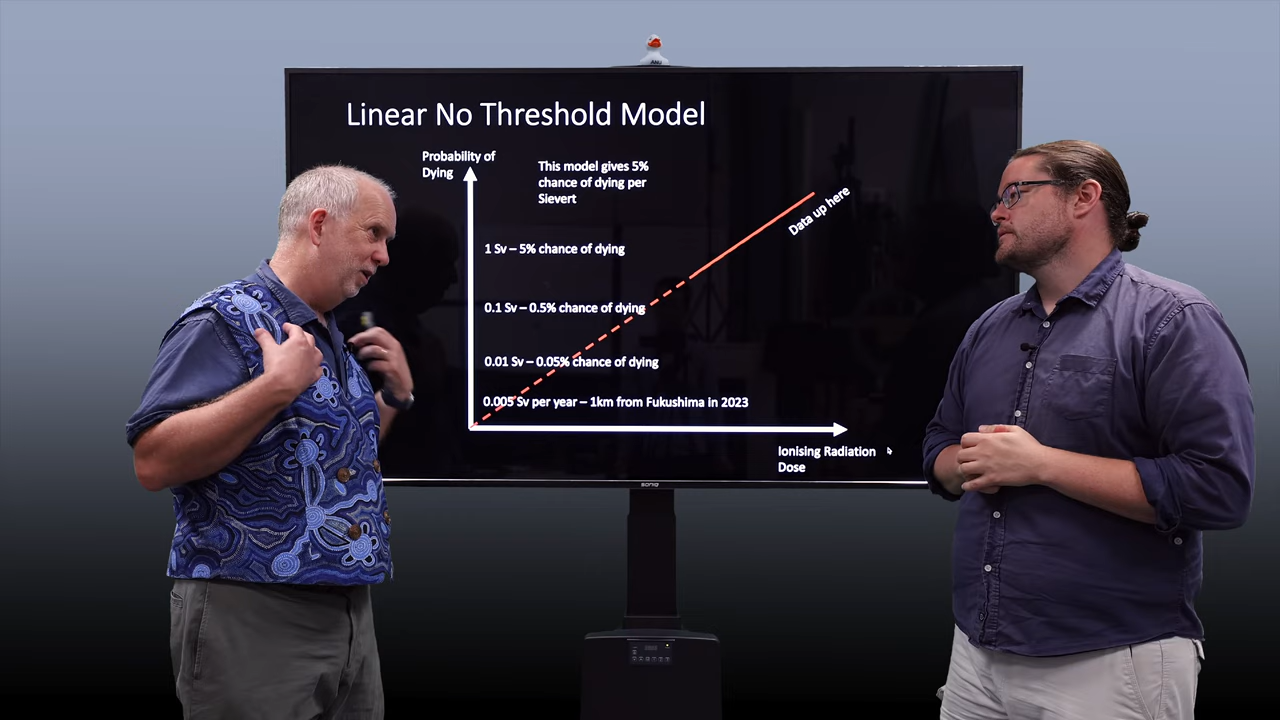 Linear No Threshold Model
Probability of
Dying
This model gives 5%
chance of dying per
Sievert
Data up here
1 Sv – 5% chance of dying
0.1 Sv – 0.5% chance of dying
0.01 Sv – 0.05% chance of dying
0.005 Sv per year – 1km from Fukushima in 2023
Ionising Radiation
Dose
SONIQ
ANU